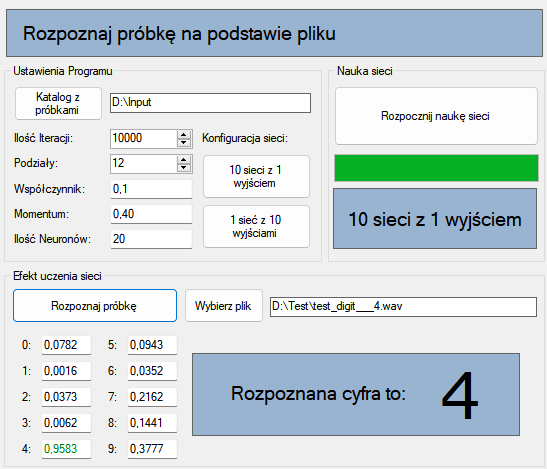 Rozpoznaj próbkę na podstawie pliku
Ustawienia Programu
Katalog z
próbkami
D:\Input
Ilość Iteracji:
10000
Konfiguracja sieci:
Podziały:
12
10 sieci z 1
wyjściem
Współczynnik:
0,1
Momentum:
0,40
1 sieć z 10
wyjściami
Ilość Neuronów:
20
Nauka sieci
Rozpocznij naukę sieci
10 sieci z 1 wyjściem
Efekt uczenia sieci
Rozpoznaj próbkę
Wybierz plik
D:\Test\test_digit___4.wav
0: 0,0782 5: 0,0943
1: 0,0016 6: 0,0352
2: 0,0373 7: 0,2162
3: 0,0062 8: 0,1441
4: 0,9583 9: 0,3777
Rozpoznana cyfra to: 4